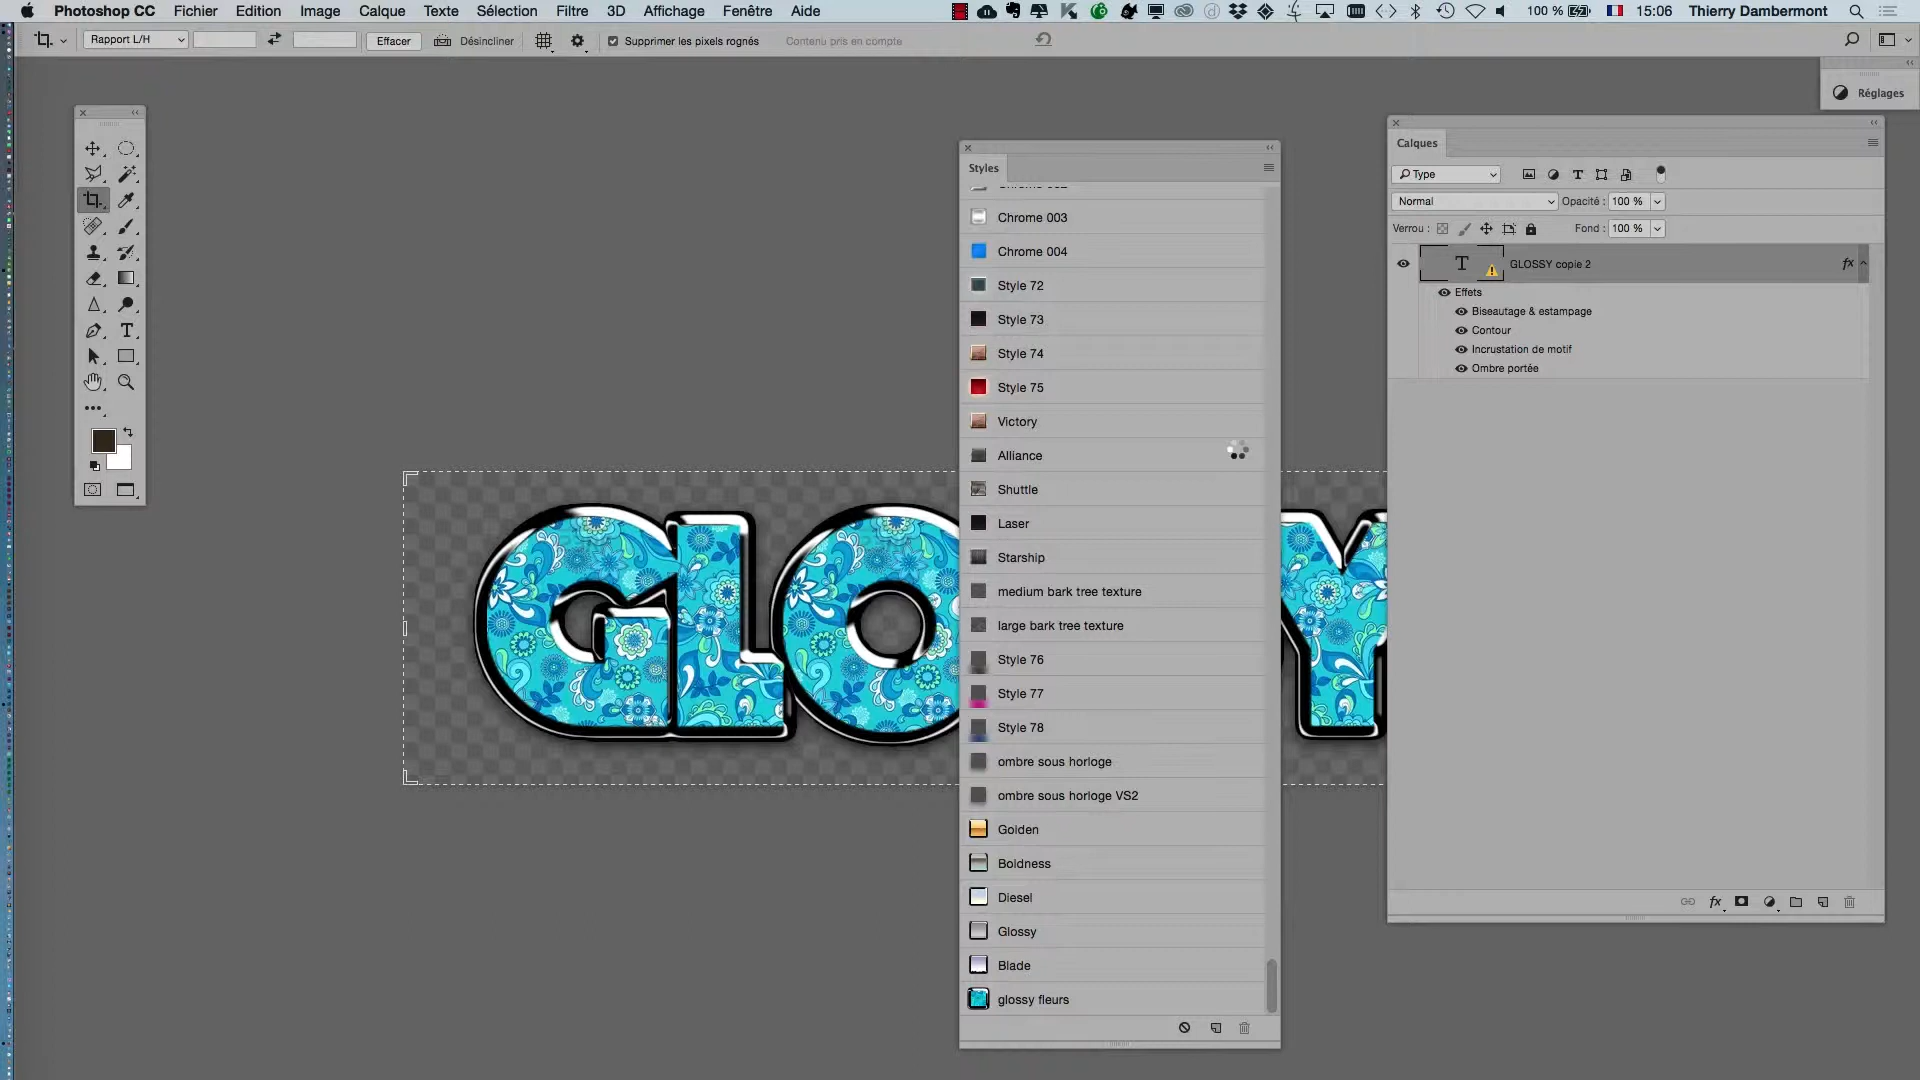 Photoshop CC Fichier Edition Image Calque Texte Sélection Filtre 3D Affichage Fenêtre Aide 100 % 15:06 Thierry Dambermont
Rapport L/H Effacer Désincliner Supprimer les pixels rognés Contenu pris en compte
Réglages
Styles
Chrome 003
Chrome 004
Style 72
Style 73
Style 74
Style 75
Victory
Alliance
Shuttle
Laser
Starship
medium bark tree texture
large bark tree texture
Style 76
Style 77
Style 78
ombre sous horloge
ombre sous horloge VS2
Golden
Boldness
Diesel
Glossy
Blade
glossy fleurs
Calques
Type
Normal Opacité : 100 %
Verrou : Fond : 100 %
T GLOSSY copie 2 fx
Effets
Biseautage & estampage
Contour
Incrustation de motif
Ombre portée
fx
GLO Y